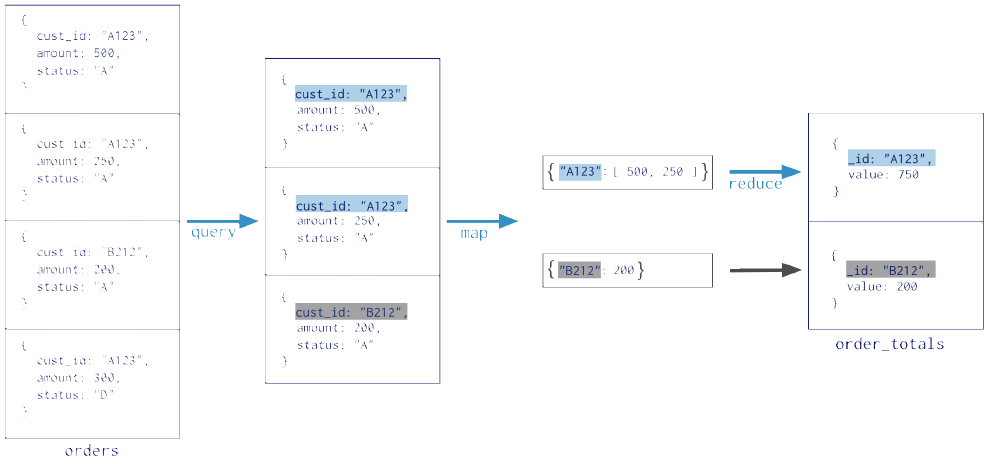 {
cust_id: "A123",
amount: 500,
status: "A"
}
{
cust_id: "A123",
amount: 250,
status: "A"
}
{
cust_id: "B212",
amount: 200,
status: "A"
}
{
cust_id: "A123",
amount: 300,
status: "D"
}
orders
query
{
cust_id: "A123",
amount: 500,
status: "A"
}
{
cust_id: "A123",
amount: 250,
status: "A"
}
{
cust_id: "B212",
amount: 200,
status: "A"
}
map
{"A123": [ 500, 250 ]}
{"B212": 200}
reduce
{
_id: "A123",
value: 750
}
{
_id: "B212",
value: 200
}
order_totals